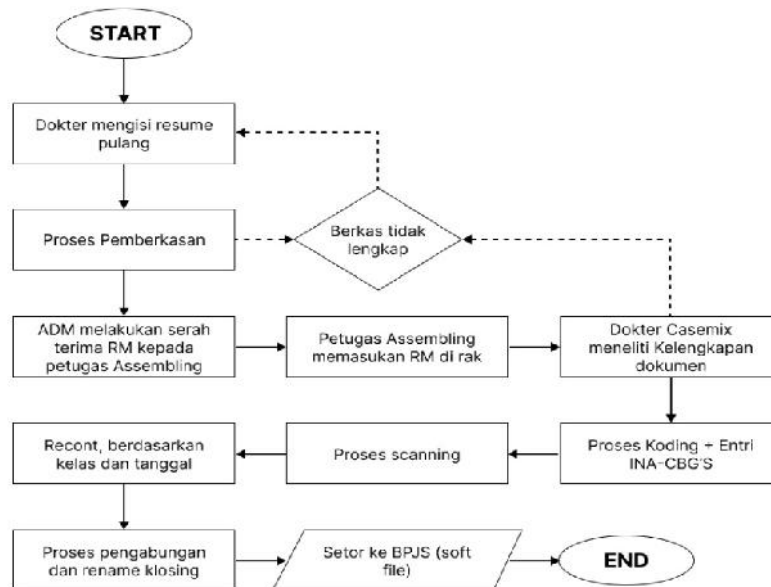 START
Dokter mengisi resume
pulang
Proses Pemberkasan
Berkas tidak
lengkap
ADM melakukan serah
terima RM kepada
petugas Assembling
Petugas Assembling
memasukan RM di rak
Dokter Casemix
meneliti Kelengkapan
dokumen
Recont, berdasarkan
kelas dan tanggal
Proses scanning
Proses Koding + Entri
INA-CBG'S
Proses pengabungan
dan rename klosing
Setor ke BPJS (soft
file)
END